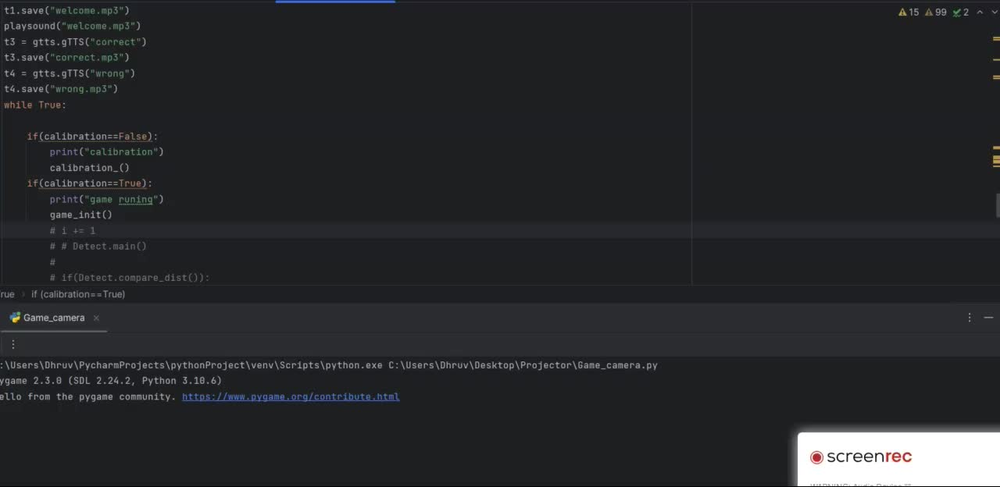 t1.save("welcome.mp3")
15 99 2
playsound("welcome.mp3")
t3 = gtts.gTTS("correct")
t3.save("correct.mp3")
t4 = gtts.gTTS("wrong")
t4.save("wrong.mp3")
while True:
if(calibration==False):
print("calibration")
calibration_()
if(calibration==True):
print("game runing")
game_init()
# i += 1
# # Detect.main()
#
# if(Detect.compare_dist()):
rue › if (calibration==True)
Game_camera ×
:\Users\Dhruv\PycharmProjects\pythonProject\venv\Scripts\python.exe C:\Users\Dhruv\Desktop\Projector\Game_camera.py
ygame 2.3.0 (SDL 2.24.2, Python 3.10.6)
ello from the pygame community. https://www.pygame.org/contribute.html
screenrec